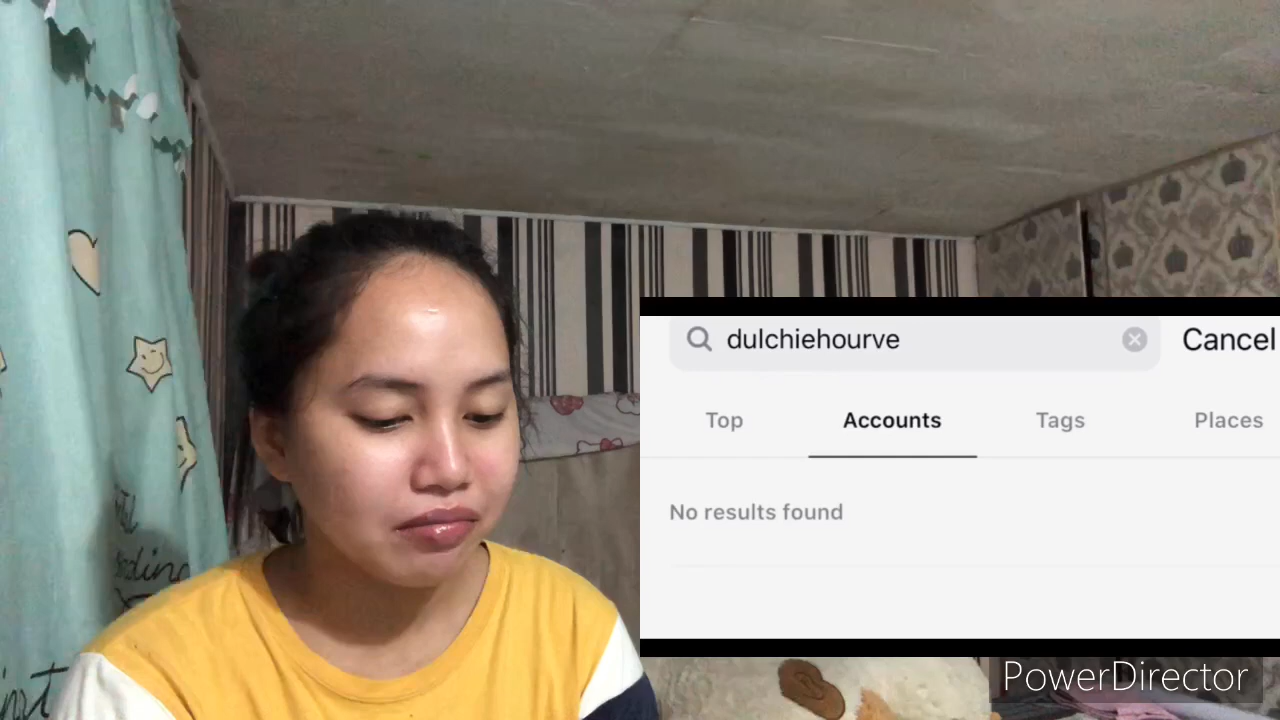 dulchiehourve
Cancel
Top
Accounts
Tags
Places
No results found
PowerDirector